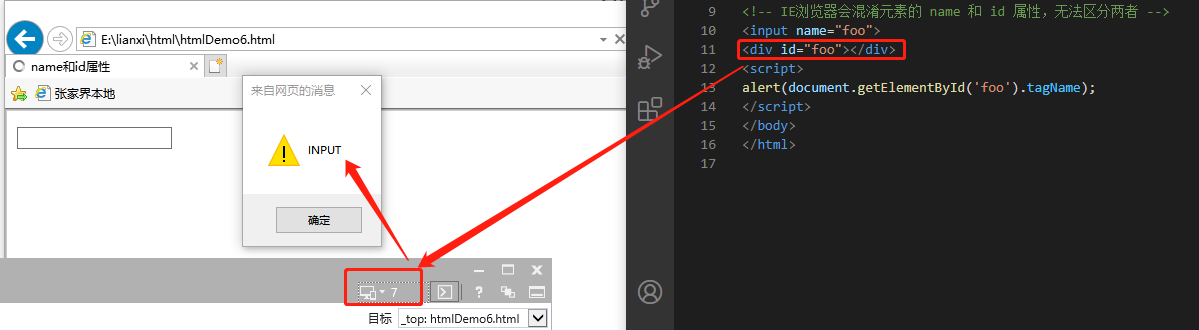 E:\lianxi\html\htmlDemo6.html
name和id属性
张家界本地
来自网页的消息
INPUT
确定
7
目标
_top: htmlDemo6.html
9 <!-- IE浏览器会混淆元素的 name 和 id 属性，无法区分两者 -->
10 <input name="foo">
11 <div id="foo"></div>
12 <script>
13 alert(document.getElementById('foo').tagName);
14 </script>
15 </body>
16 </html>
17